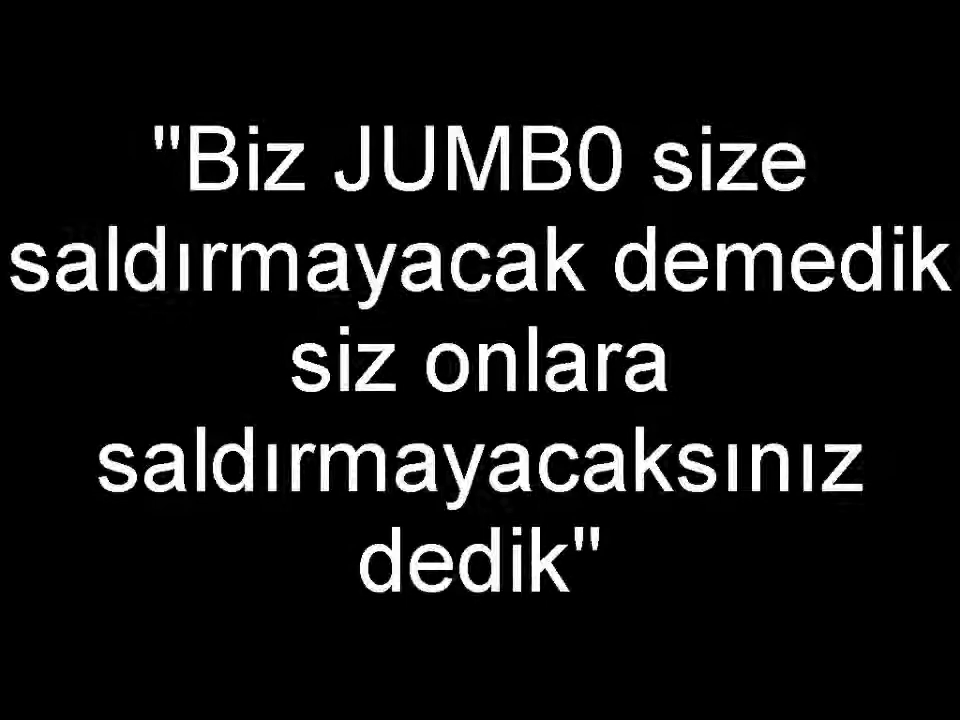 "Biz JUMB0 size
saldırmayacak demedik
siz onlara
saldırmayacaksınız
dedik"